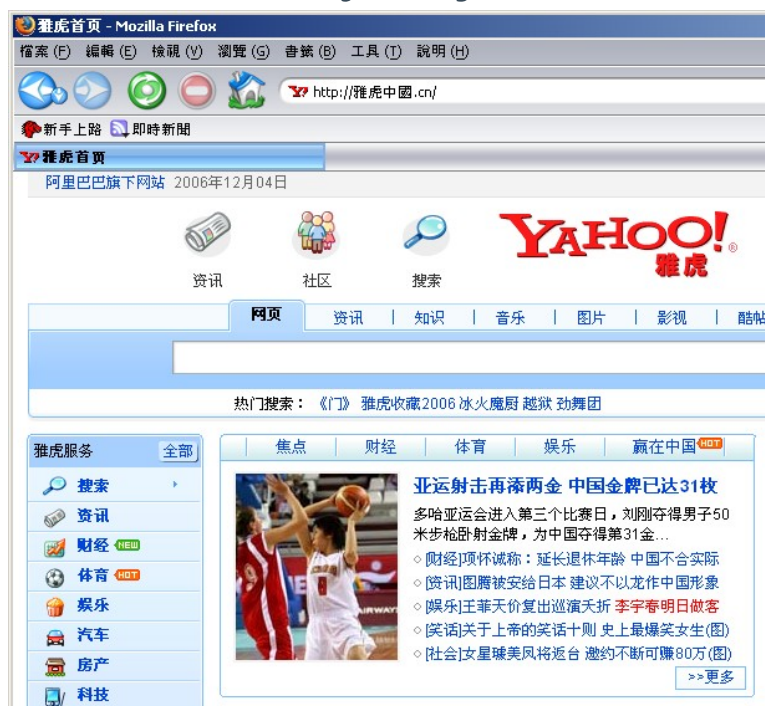 雅虎首页 - Mozilla Firefox
檔案 (F) 編輯 (E) 檢視 (V) 瀏覽 (G) 書籤 (B) 工具 (T) 說明 (H)
Y? http://雅虎中國.cn/
新手上路 即時新聞
Y? 雅虎首页
阿里巴巴旗下网站 2006年12月04日
YAHOO!®
雅虎
资讯 社区 搜索
网页 资讯 | 知识 | 音乐 | 图片 | 影视 | 酷帖
热门搜索：《门》 雅虎收藏2006 冰火魔厨 越狱 劲舞团
雅虎服务 全部
搜索
资讯
财经 NEW
体育 HOT
娱乐
汽车
房产
科技
焦点 | 财经 | 体育 | 娱乐 | 赢在中国 HOT
亚运射击再添两金 中国金牌已达31枚
多哈亚运会进入第三个比赛日，刘刚夺得男子50
米步枪卧射金牌，为中国夺得第31金...
[财经]项怀诚称：延长退休年龄 中国不合实际
[资讯]图腾被安给日本 建议不以龙作中国形象
[娱乐]王菲天价复出巡演夭折 李宇春明日做客
[笑话]关于上帝的笑话十则 史上最爆笑女生(图)
[社会]女星璩美凤将返台 邀约不断可赚80万(图)
>>更多
RWAYS